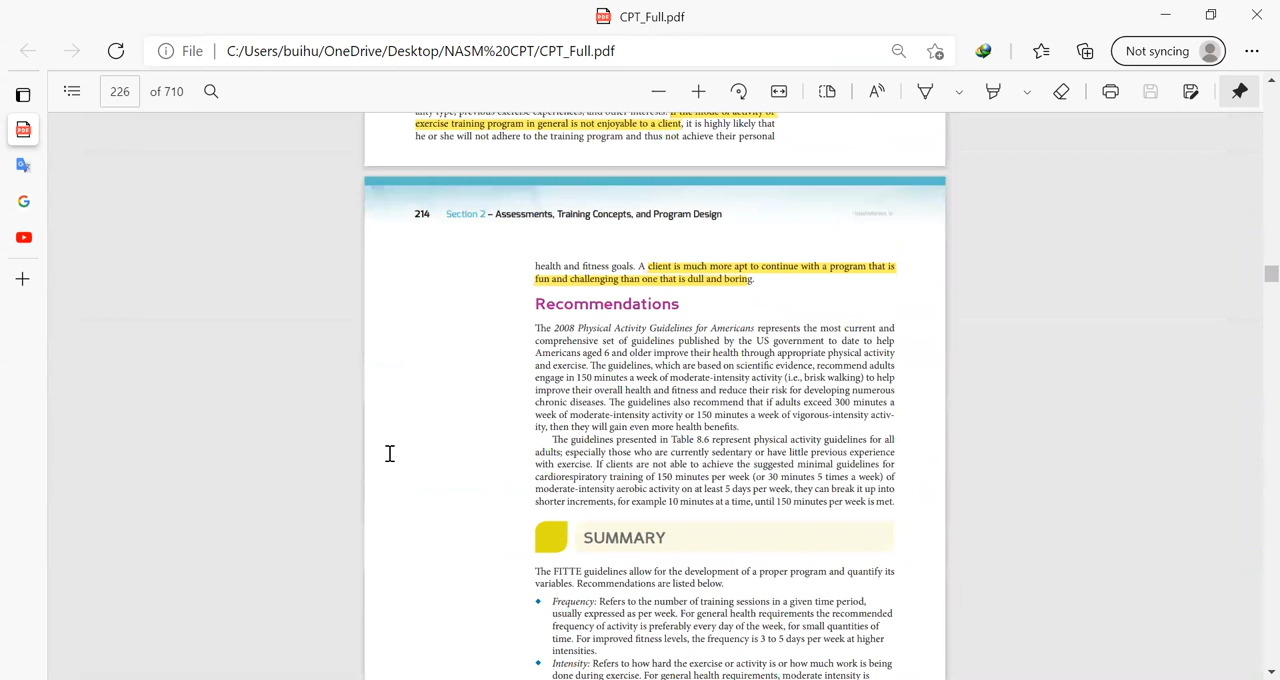 CPT_Full.pdf
File C:/Users/buihu/OneDrive/Desktop/NASM%20CPT/CPT_Full.pdf Not syncing
226 of 710
exercise training program in general is not enjoyable to a client, it is highly likely that
he or she will not adhere to the training program and thus not achieve their personal
214 Section 2 – Assessments, Training Concepts, and Program Design
health and fitness goals. A client is much more apt to continue with a program that is
fun and challenging than one that is dull and boring.
Recommendations
The 2008 Physical Activity Guidelines for Americans represents the most current and
comprehensive set of guidelines published by the US government to date to help
Americans aged 6 and older improve their health through appropriate physical activity
and exercise. The guidelines, which are based on scientific evidence, recommend adults
engage in 150 minutes a week of moderate-intensity activity (i.e., brisk walking) to help
improve their overall health and fitness and reduce their risk for developing numerous
chronic diseases. The guidelines also recommend that if adults exceed 300 minutes a
week of moderate-intensity activity or 150 minutes a week of vigorous-intensity activ-
ity, then they will gain even more health benefits.
The guidelines presented in Table 8.6 represent physical activity guidelines for all
adults; especially those who are currently sedentary or have little previous experience
with exercise. If clients are not able to achieve the suggested minimal guidelines for
cardiorespiratory training of 150 minutes per week (or 30 minutes 5 times a week) of
moderate-intensity aerobic activity on at least 5 days per week, they can break it up into
shorter increments, for example 10 minutes at a time, until 150 minutes per week is met.
SUMMARY
The FITTE guidelines allow for the development of a proper program and quantify its
variables. Recommendations are listed below.
Frequency: Refers to the number of training sessions in a given time period,
usually expressed as per week. For general health requirements the recommended
frequency of activity is preferably every day of the week, for small quantities of
time. For improved fitness levels, the frequency is 3 to 5 days per week at higher
intensities.
Intensity: Refers to how hard the exercise or activity is or how much work is being
done during exercise. For general health requirements, moderate intensity is